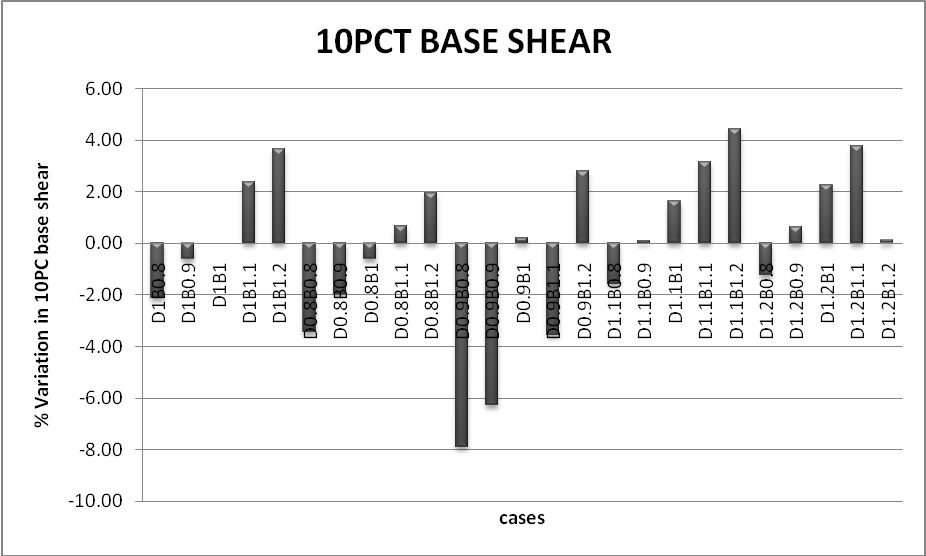 10PCT BASE SHEAR
% Variation in 10PC base shear
6.00
4.00
2.00
0.00
-2.00
-4.00
-6.00
-8.00
-10.00
D1B0.8
D1B0.9
D1B1
D1B1.1
D1B1.2
D0.8B0.8
D0.8B0.9
D0.8B1
D0.8B1.1
D0.8B1.2
D0.9B0.8
D0.9B0.9
D0.9B1
D0.9B1.1
D0.9B1.2
D1.1B0.8
D1.1B0.9
D1.1B1
D1.1B1.1
D1.1B1.2
D1.2B0.8
D1.2B0.9
D1.2B1
D1.2B1.1
D1.2B1.2
cases